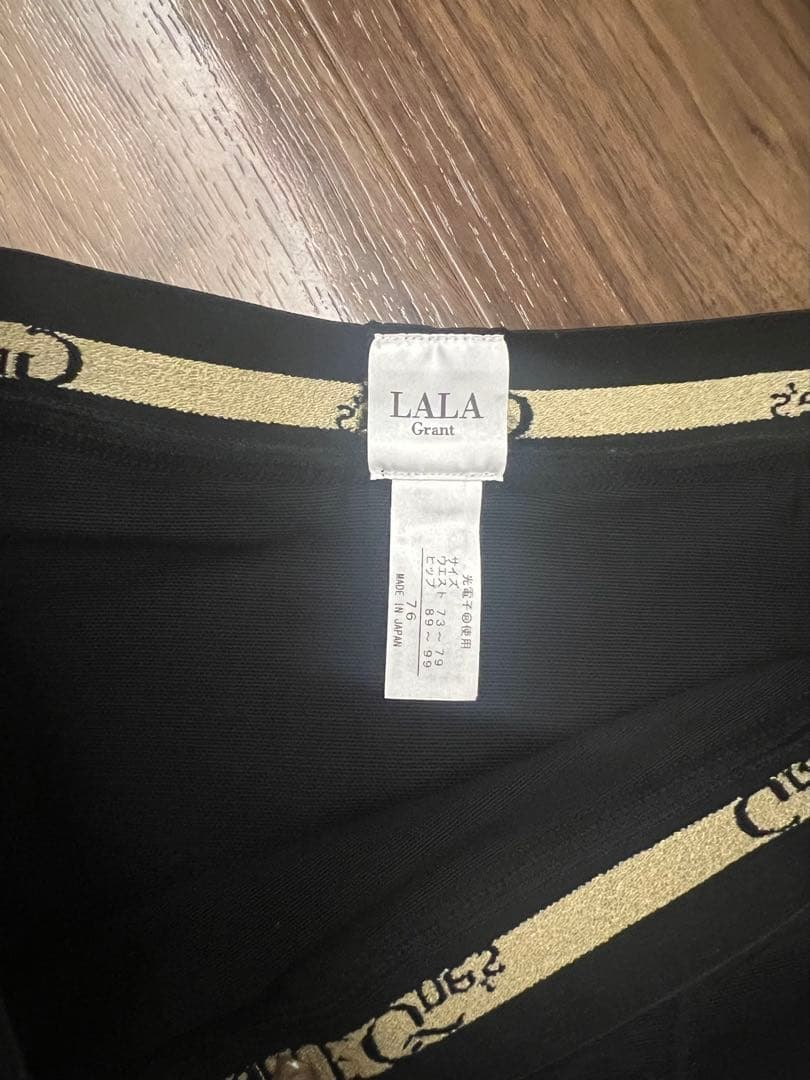 LALA
Grant
光電子®使用
サイズ
ウエスト 73～79
ヒップ 89～99
76
MADE IN JAPAN